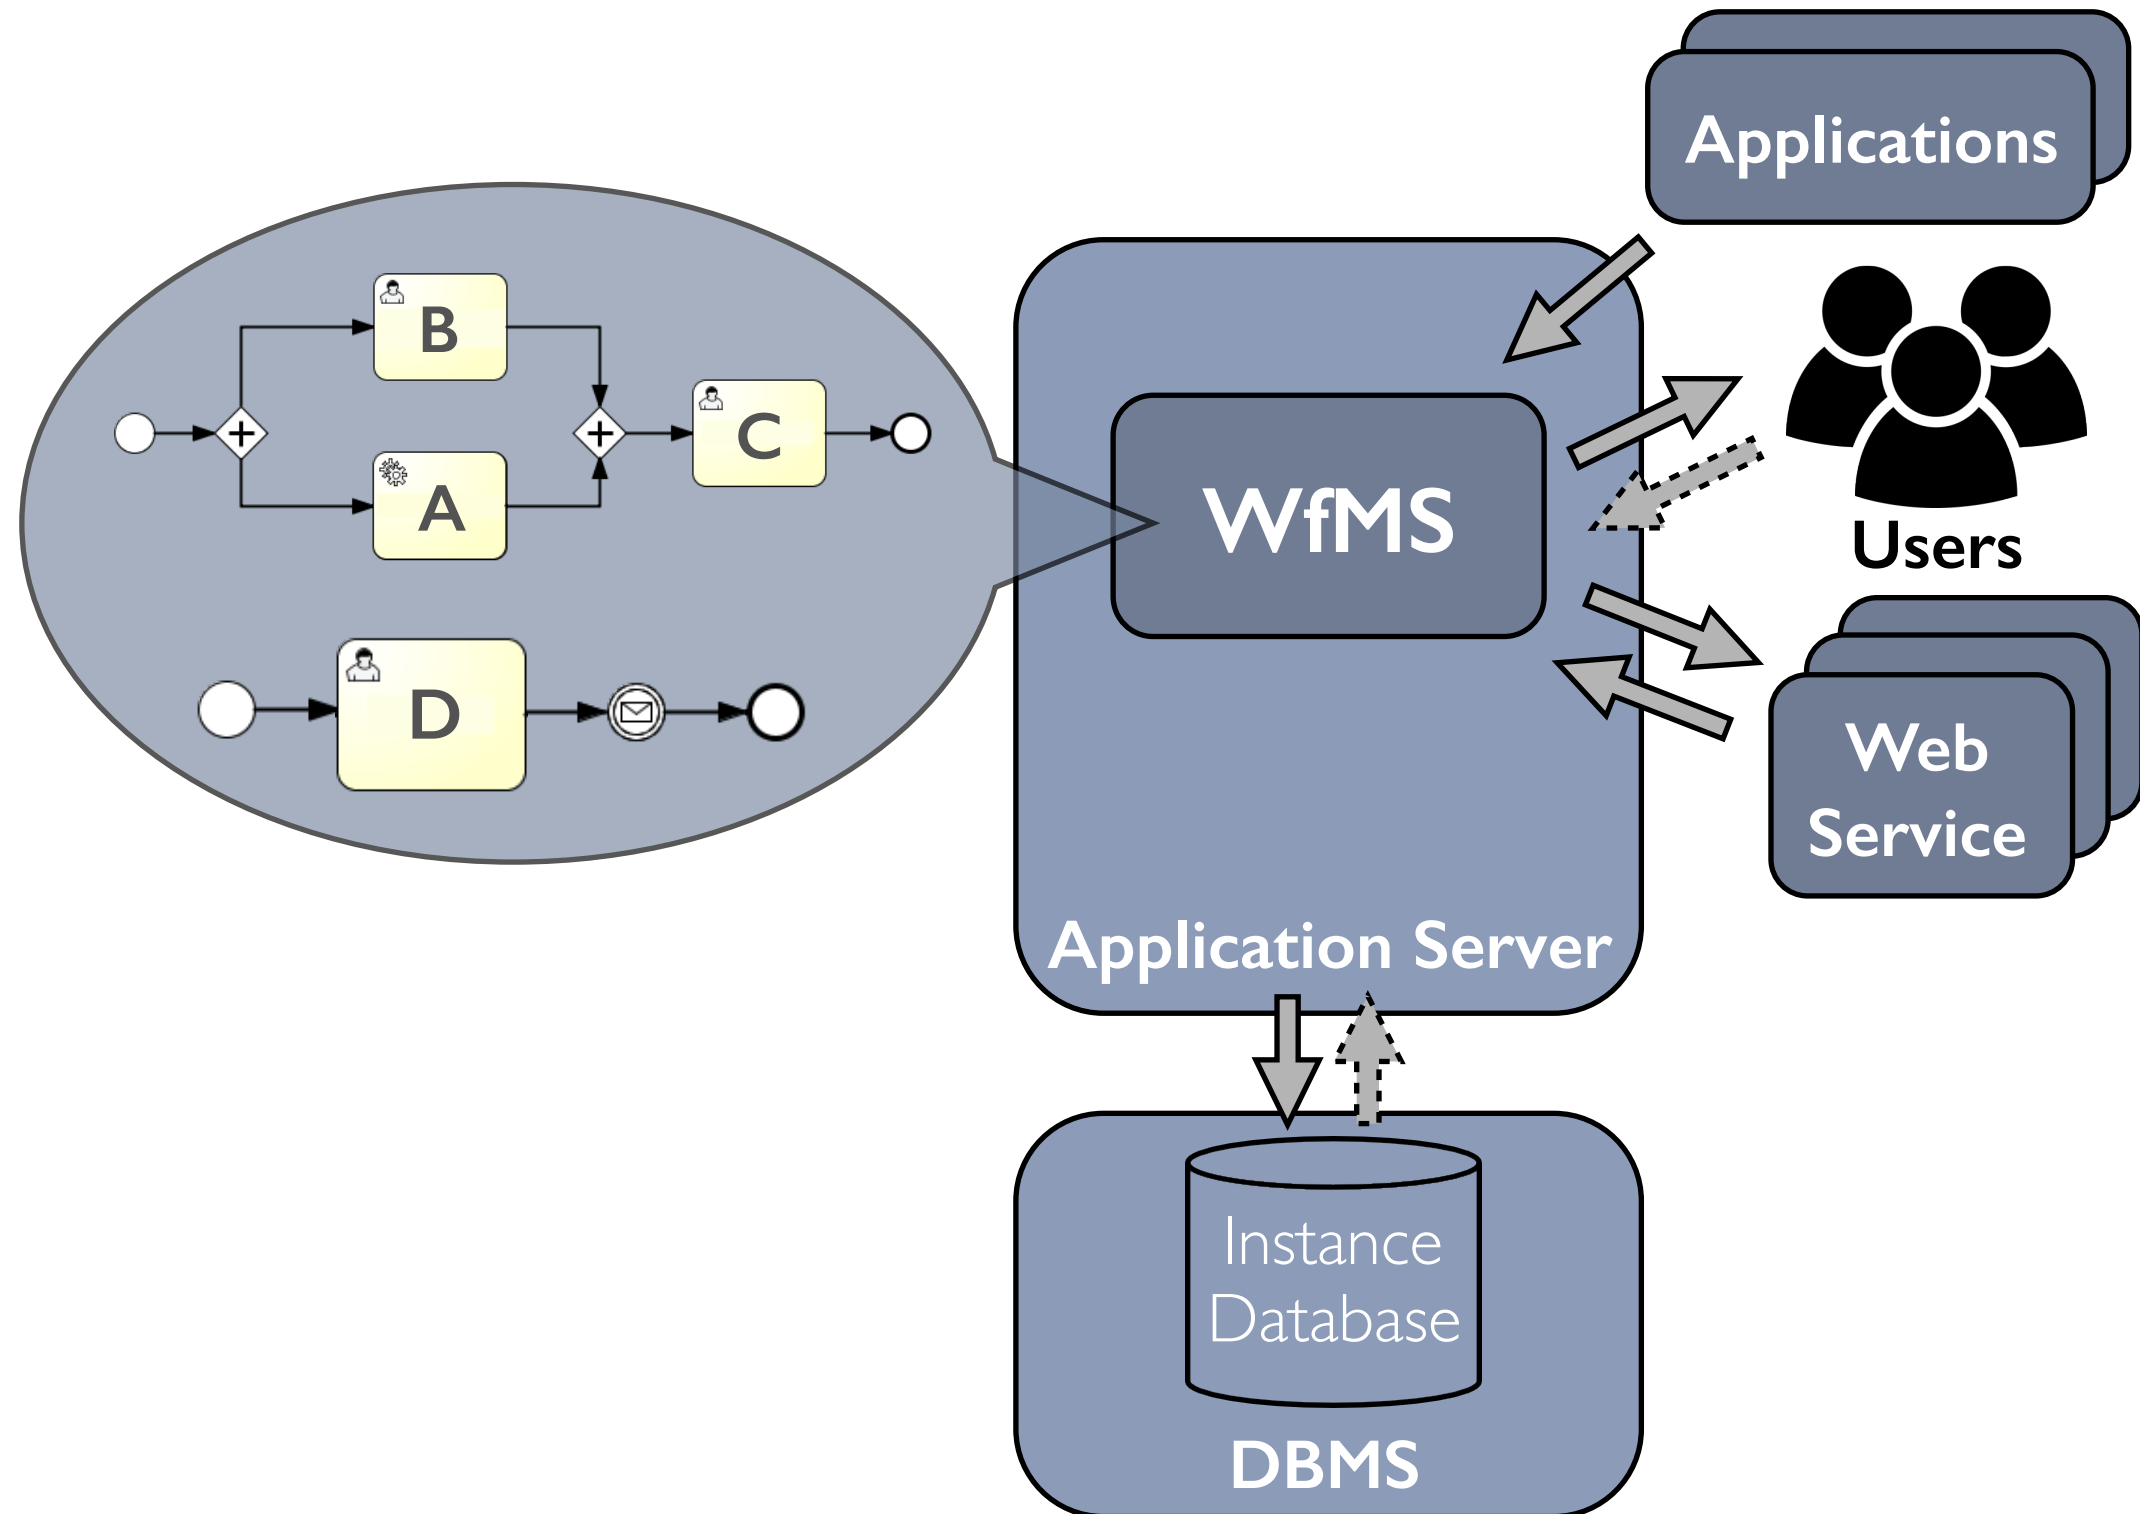 Applications
B
A
C
D
WfMS
Users
Web
Service
Application Server
Instance
Database
DBMS